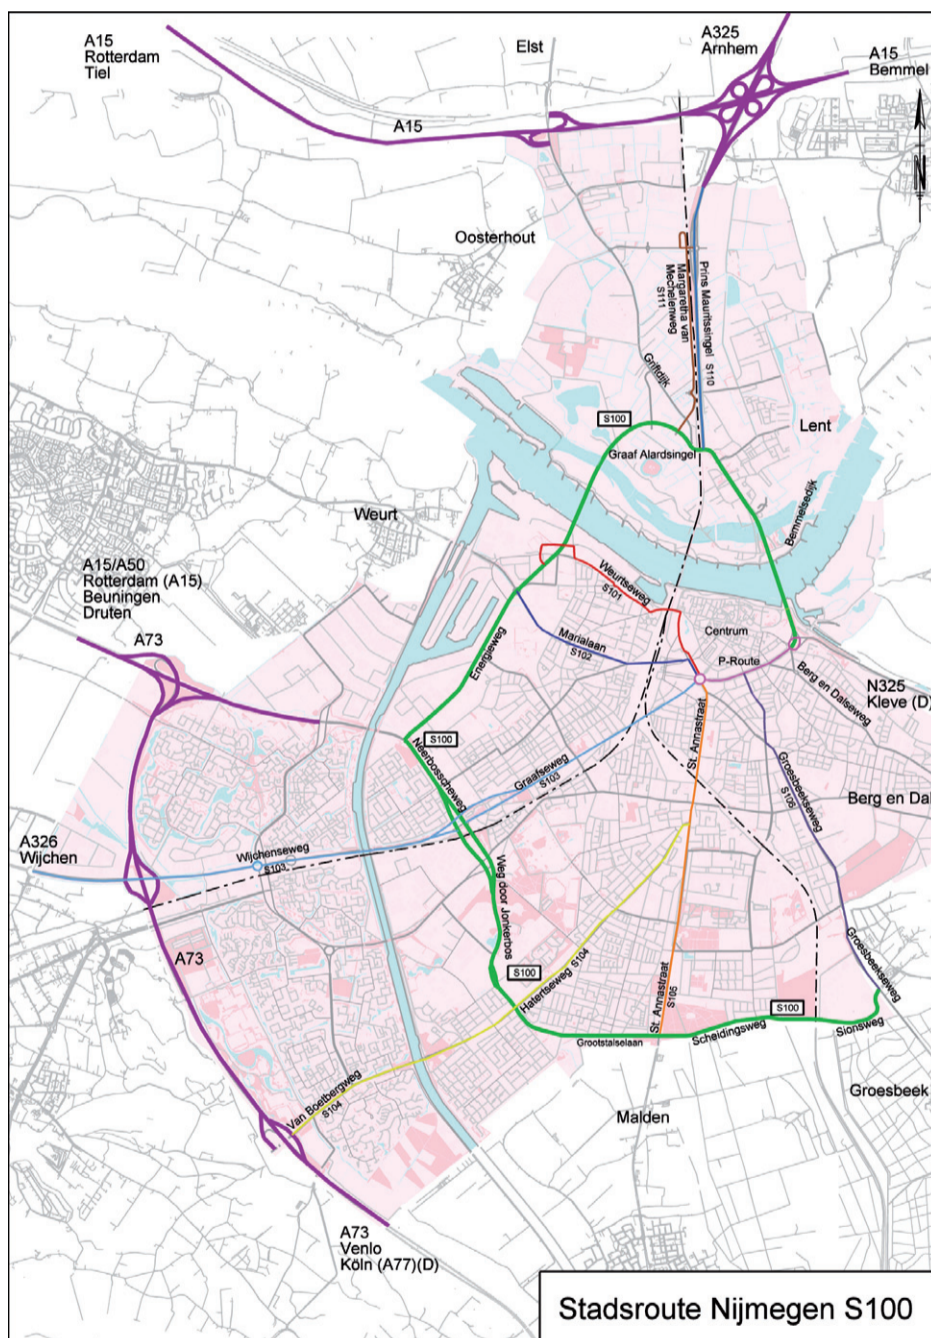 A15
Rotterdam
Tiel
Elst
A325
Arnhem
A15
Bemmel
A15
N
Oosterhout
Margaretha van
Mechelenweg
S111
Prins Mauritssingel
S110
Griftdijk
S100
Lent
Graaf Alardsingel
Bemmelsedijk
Weurt
A15/A50
Rotterdam (A15)
Beuningen
Druten
A73
Weurtseweg
S101
Energieweg
Marialaan
S102
Centrum
P-Route
Berg en Dalseweg
N325
Kleve (D)
S100
Neerbosscheweg
Graafseweg
S103
St. Annastraat
Groesbeekseweg
S106
Berg en Dal
A326
Wijchen
Wijchenseweg
S103
Weg door Jonkerbos
A73
S100
Hatertseweg S104
St. Annastraat
S105
Groesbeekseweg
S100
Scheidingsweg
Sionsweg
Grootstalselaan
Van Boetbergweg
S104
Malden
Groesbeek
A73
Venlo
Köln (A77)(D)
Stadsroute Nijmegen S100